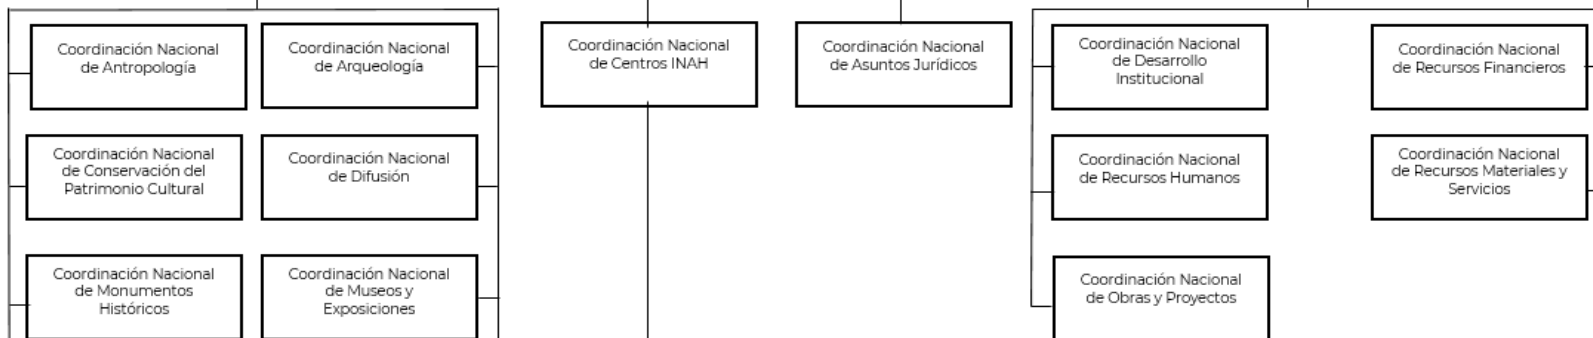 Coordinación Nacional
de Antropología
Coordinación Nacional
de Arqueología
Coordinación Nacional
de Centros INAH
Coordinación Nacional
de Asuntos Jurídicos
Coordinación Nacional
de Desarrollo
Institucional
Coordinación Nacional
de Recursos Financieros
Coordinación Nacional
de Conservación del
Patrimonio Cultural
Coordinación Nacional
de Difusión
Coordinación Nacional
de Recursos Humanos
Coordinación Nacional
de Recursos Materiales y
Servicios
Coordinación Nacional
de Monumentos
Históricos
Coordinación Nacional
de Museos y
Exposiciones
Coordinación Nacional
de Obras y Proyectos